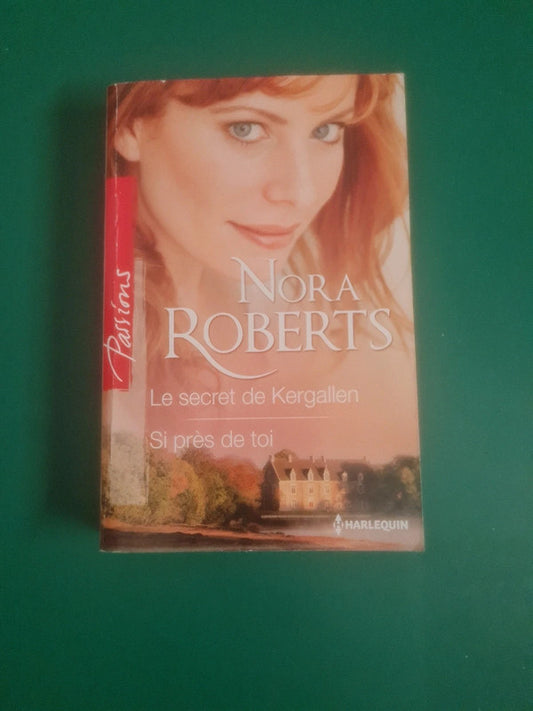 Passions
NORA
ROBERTS
Le secret de Kergallen
Si près de toi
H HARLEQUIN